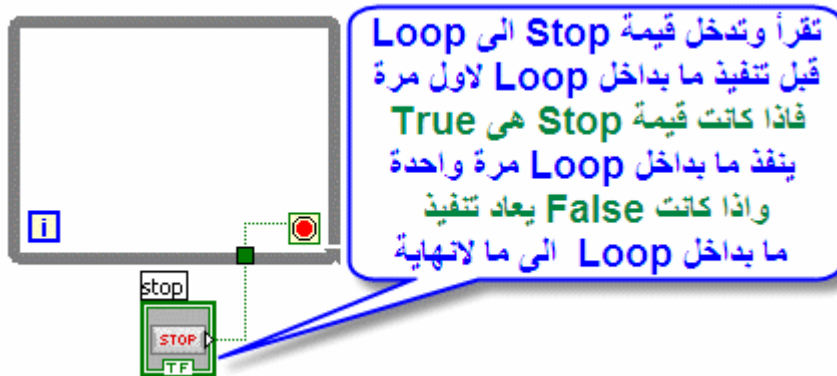 تقرأ وتدخل قيمة Stop الى Loop
قبل تنفيذ ما بداخل Loop لاول مرة
فاذا كانت قيمة Stop هى True
ينفذ ما بداخل Loop مرة واحدة
واذا كانت False يعاد تنفيذ
ما بداخل Loop الى ما لانهاية
i
stop
STOP
TF